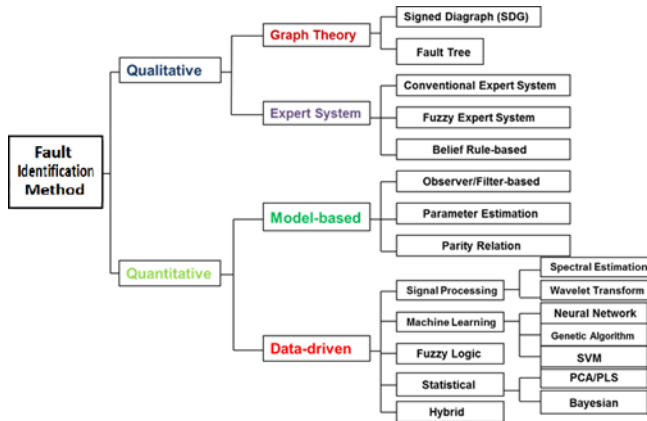 Fault
Identification
Method
Qualitative
Graph Theory
Signed Diagraph (SDG)
Fault Tree
Expert System
Conventional Expert System
Fuzzy Expert System
Belief Rule-based
Quantitative
Model-based
Observer/Filter-based
Parameter Estimation
Parity Relation
Data-driven
Signal Processing
Spectral Estimation
Wavelet Transform
Machine Learning
Neural Network
Genetic Algorithm
SVM
Fuzzy Logic
Statistical
PCA/PLS
Bayesian
Hybrid